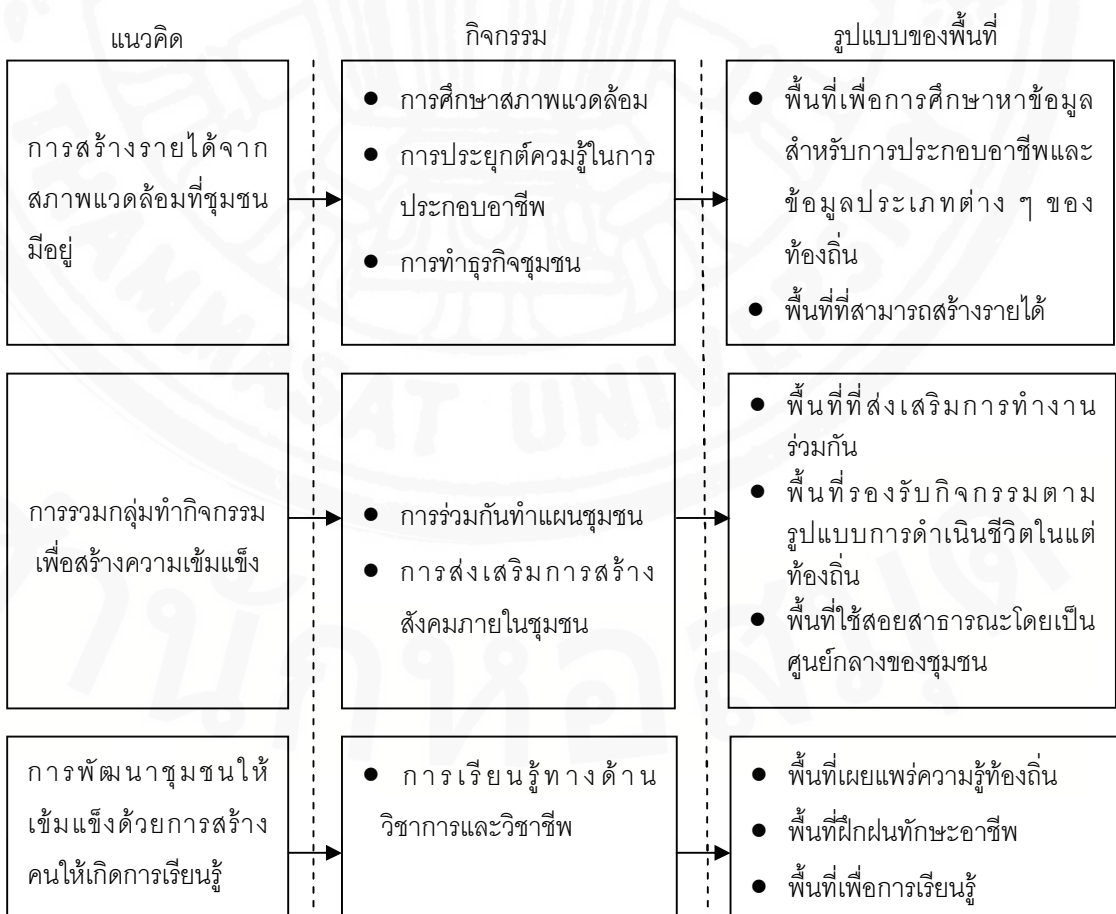 แนวคิด
กิจกรรม
รูปแบบของพื้นที่
การสร้างรายได้จาก
สภาพแวดล้อมที่ชุมชน
มีอยู่
● การศึกษาสภาพแวดล้อม
● การประยุกต์ควมรู้ในการ
ประกอบอาชีพ
● การทำธุรกิจชุมชน
● พื้นที่เพื่อการศึกษาหาข้อมูล
สำหรับการประกอบอาชีพและ
ข้อมูลประเภทต่าง ๆ ของ
ท้องถิ่น
● พื้นที่ที่สามารถสร้างรายได้
การรวมกลุ่มทำกิจกรรม
เพื่อสร้างความเข้มแข็ง
● การร่วมกันทำแผนชุมชน
● การส่งเสริมการสร้าง
สังคมภายในชุมชน
● พื้นที่ที่ส่งเสริมการทำงาน
ร่วมกัน
● พื้นที่รองรับกิจกรรมตาม
รูปแบบการดำเนินชีวิตในแต่
ท้องถิ่น
● พื้นที่ใช้สอยสาธารณะโดยเป็น
ศูนย์กลางของชุมชน
การพัฒนาชุมชนให้
เข้มแข็งด้วยการสร้าง
คนให้เกิดการเรียนรู้
● การเรียนรู้ทางด้าน
วิชาการและวิชาชีพ
● พื้นที่เผยแพร่ความรู้ท้องถิ่น
● พื้นที่ฝึกฝนทักษะอาชีพ
● พื้นที่เพื่อการเรียนรู้